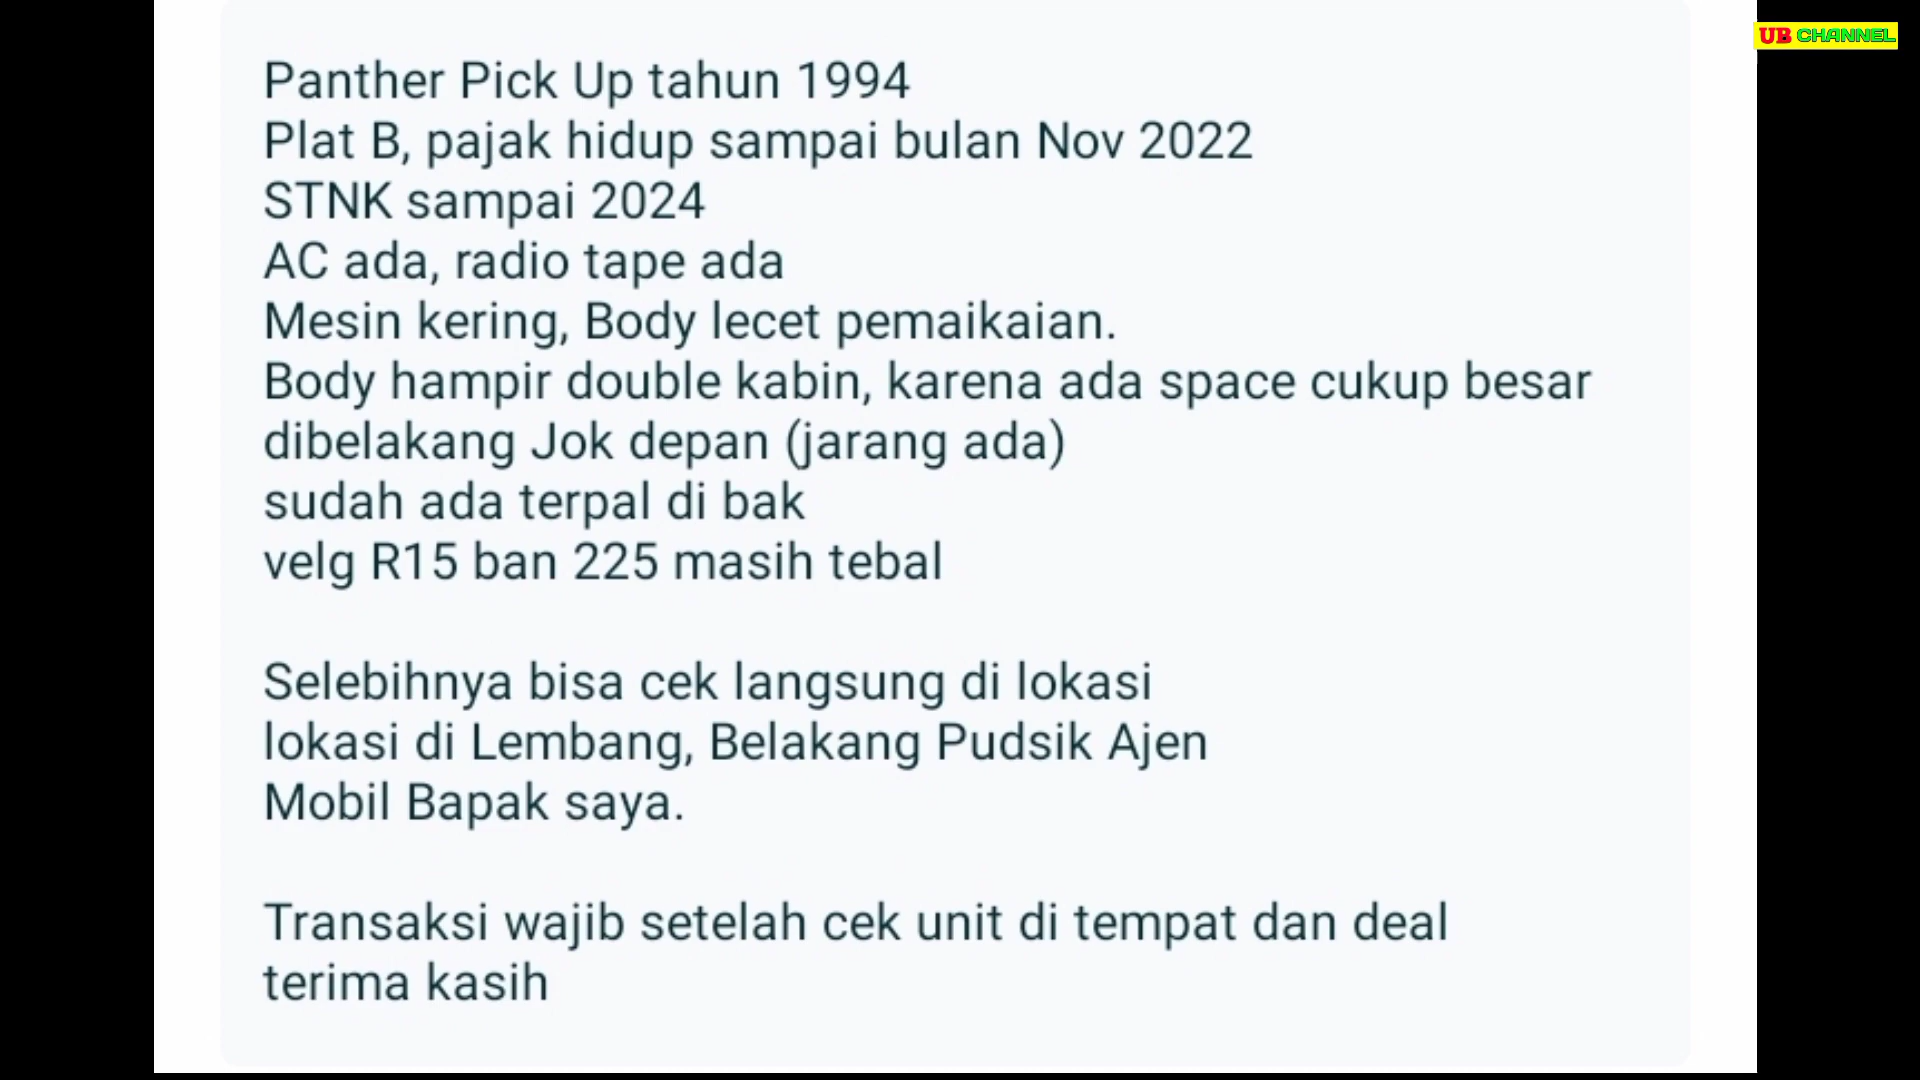 UB CHANNEL
Panther Pick Up tahun 1994
Plat B, pajak hidup sampai bulan Nov 2022
STNK sampai 2024
AC ada, radio tape ada
Mesin kering, Body lecet pemaikaian.
Body hampir double kabin, karena ada space cukup besar
dibelakang Jok depan (jarang ada)
sudah ada terpal di bak
velg R15 ban 225 masih tebal
Selebihnya bisa cek langsung di lokasi
lokasi di Lembang, Belakang Pudsik Ajen
Mobil Bapak saya.
Transaksi wajib setelah cek unit di tempat dan deal
terima kasih